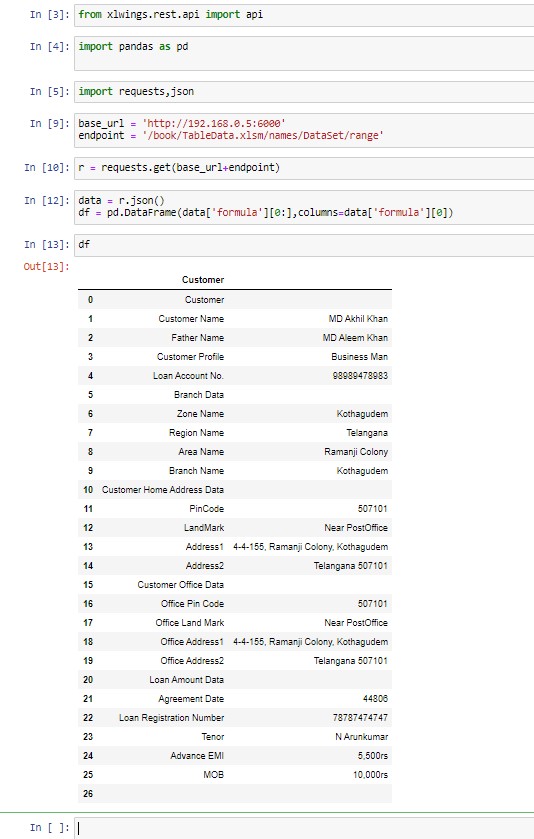 In [3]: from xlwings.rest.api import api
In [4]: import pandas as pd
In [5]: import requests,json
In [9]: base_url = 'http://192.168.0.5:6000'
endpoint = '/book/TableData.xlsm/names/DataSet/range'
In [10]: r = requests.get(base_url+endpoint)
In [12]: data = r.json()
df = pd.DataFrame(data['formula'][0:],columns=data['formula'][0])
In [13]: df
Out[13]:
Customer
0 Customer
1 Customer Name MD Akhil Khan
2 Father Name MD Aleem Khan
3 Customer Profile Business Man
4 Loan Account No. 98989478983
5 Branch Data
6 Zone Name Kothagudem
7 Region Name Telangana
8 Area Name Ramanji Colony
9 Branch Name Kothagudem
10 Customer Home Address Data
11 PinCode 507101
12 LandMark Near PostOffice
13 Address1 4-4-155, Ramanji Colony, Kothagudem
14 Address2 Telangana 507101
15 Customer Office Data
16 Office Pin Code 507101
17 Office Land Mark Near PostOffice
18 Office Address1 4-4-155, Ramanji Colony, Kothagudem
19 Office Address2 Telangana 507101
20 Loan Amount Data
21 Agreement Date 44806
22 Loan Registration Number 78787474747
23 Tenor N Arunkumar
24 Advance EMI 5,500rs
25 MOB 10,000rs
26
In [ ]: